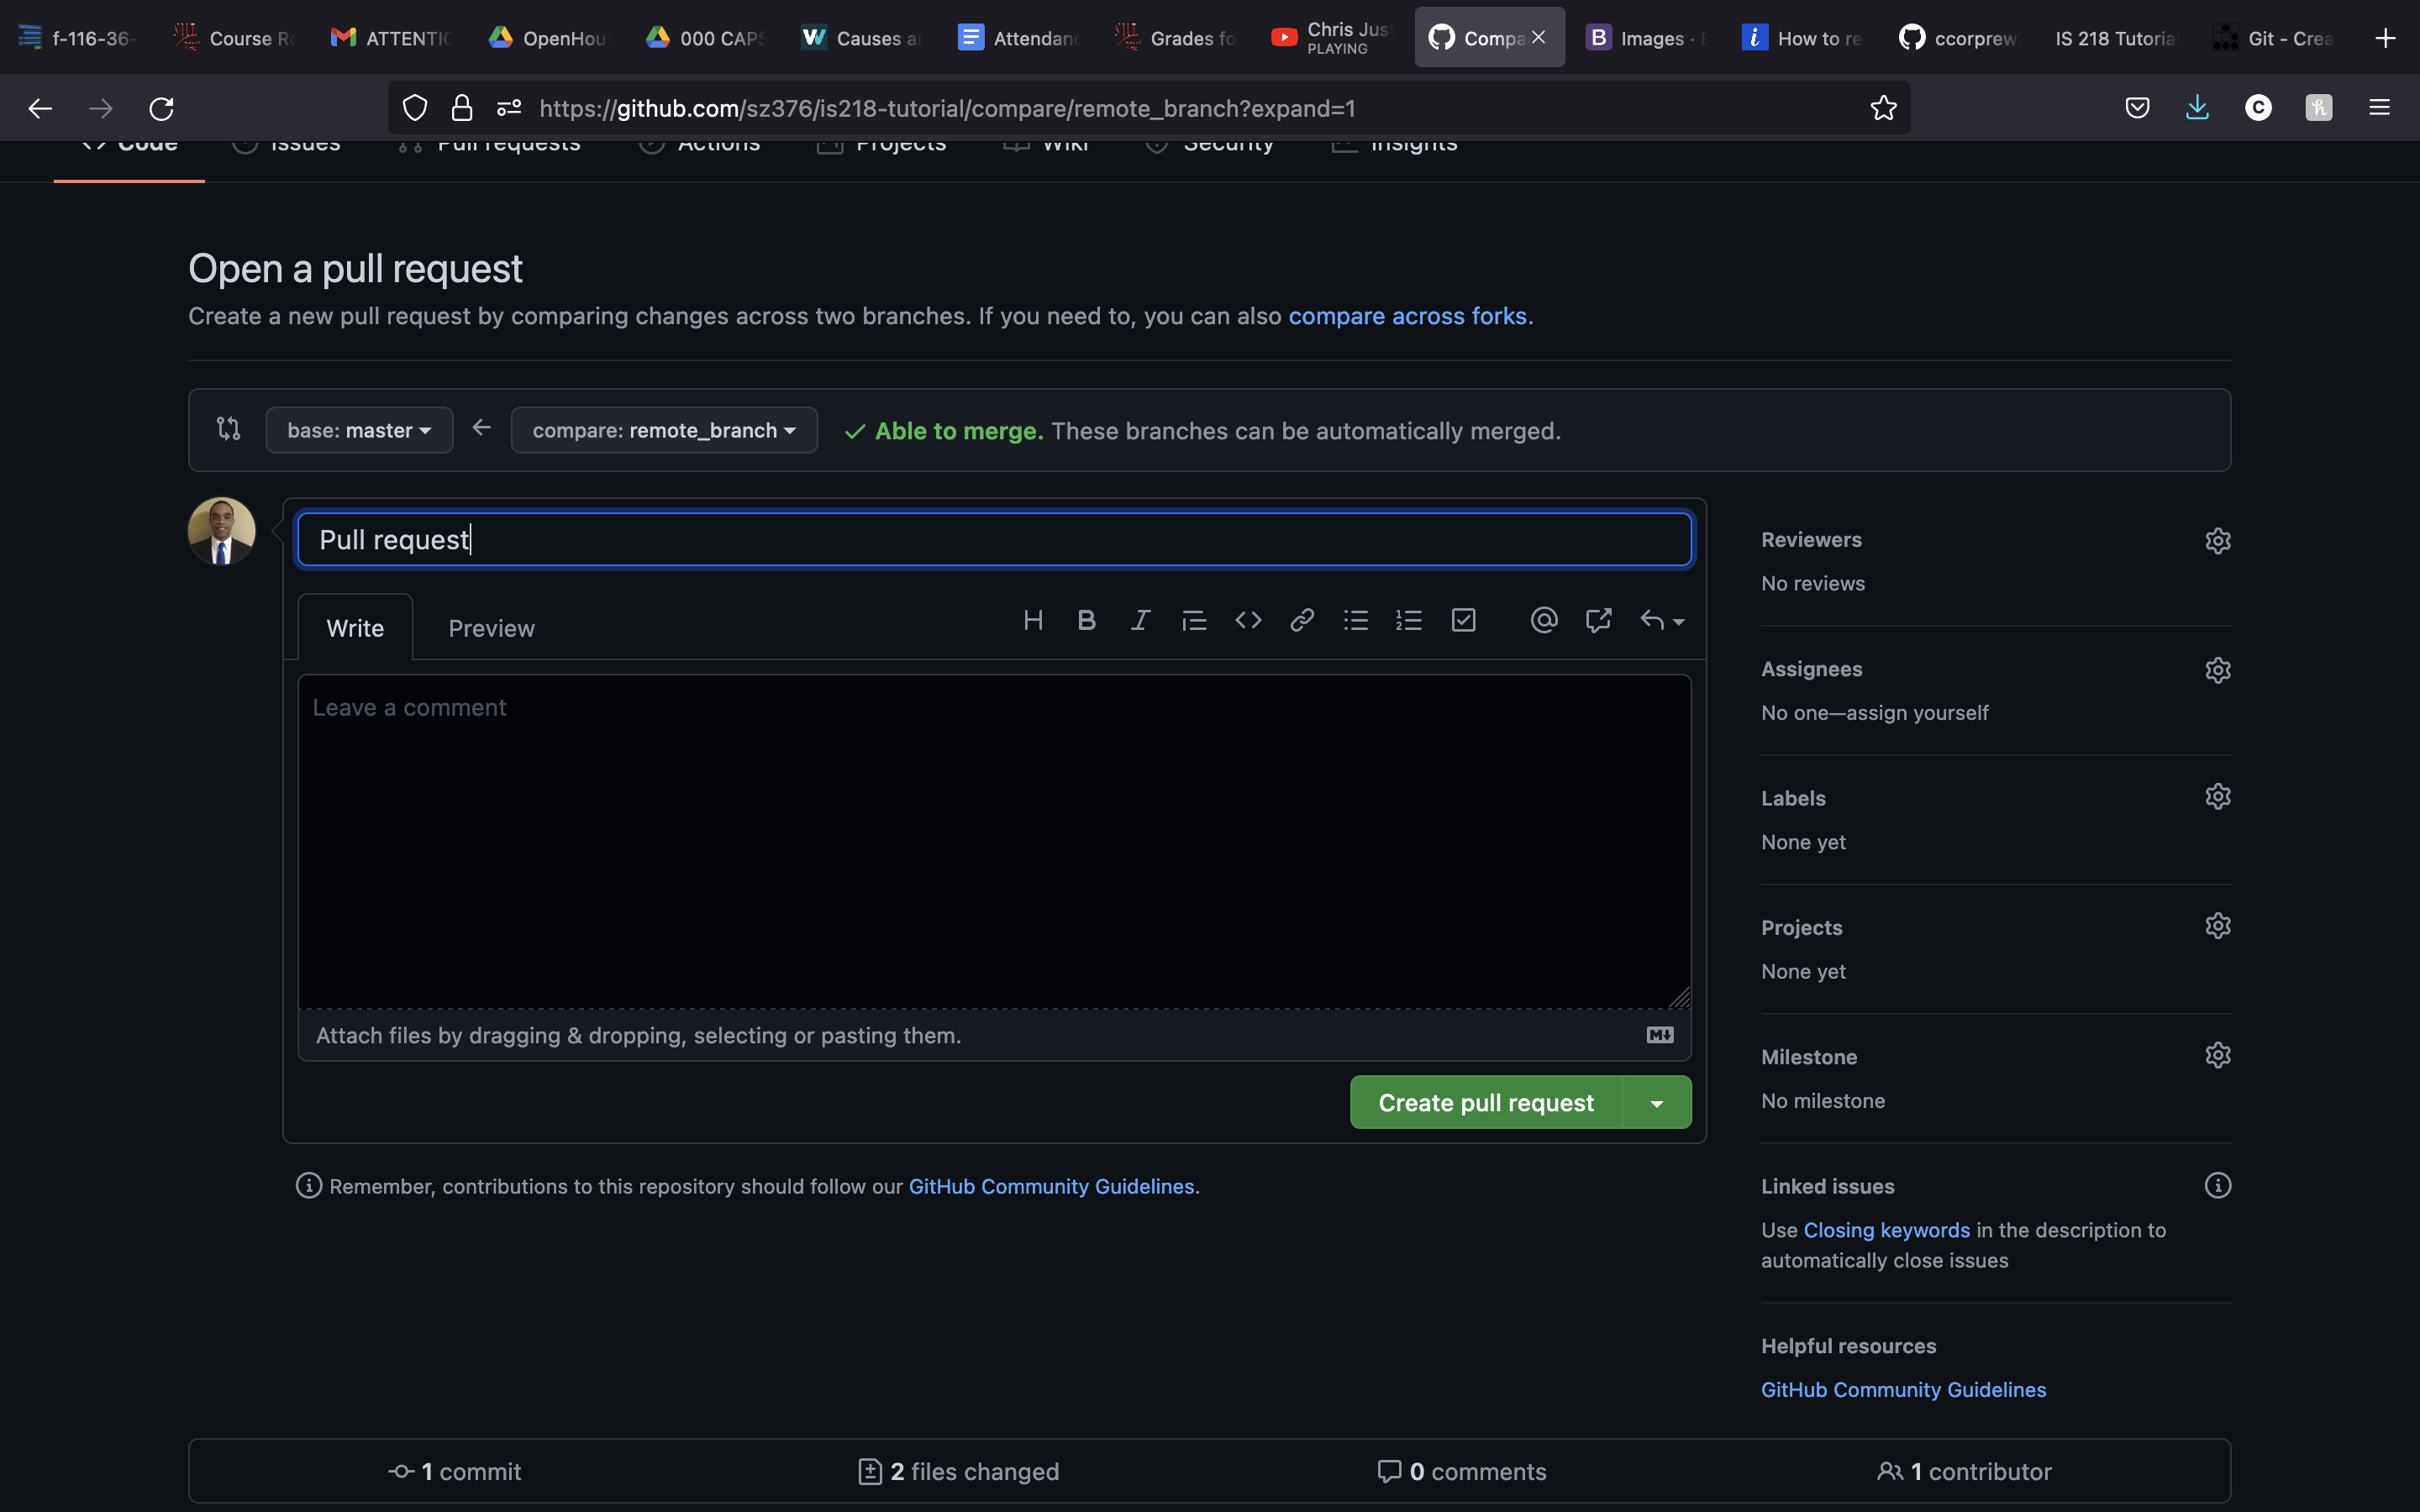 f-116-36-
Course Ro
ATTENTIO
OpenHou
000 CAPS
Causes an
Attendanc
Grades fo
Chris Just
PLAYING
Compa
Images · B
How to re
ccorprew
IS 218 Tutoria
Git - Crea
https://github.com/sz376/is218-tutorial/compare/remote_branch?expand=1
Code Issues Pull requests Actions Projects Wiki Security Insights
Open a pull request
Create a new pull request by comparing changes across two branches. If you need to, you can also compare across forks.
base: master
compare: remote_branch
Able to merge. These branches can be automatically merged.
Pull request
Write
Preview
Leave a comment
Attach files by dragging & dropping, selecting or pasting them.
Create pull request
Remember, contributions to this repository should follow our GitHub Community Guidelines.
Reviewers
No reviews
Assignees
No one—assign yourself
Labels
None yet
Projects
None yet
Milestone
No milestone
Linked issues
Use Closing keywords in the description to
automatically close issues
Helpful resources
GitHub Community Guidelines
1 commit
2 files changed
0 comments
1 contributor